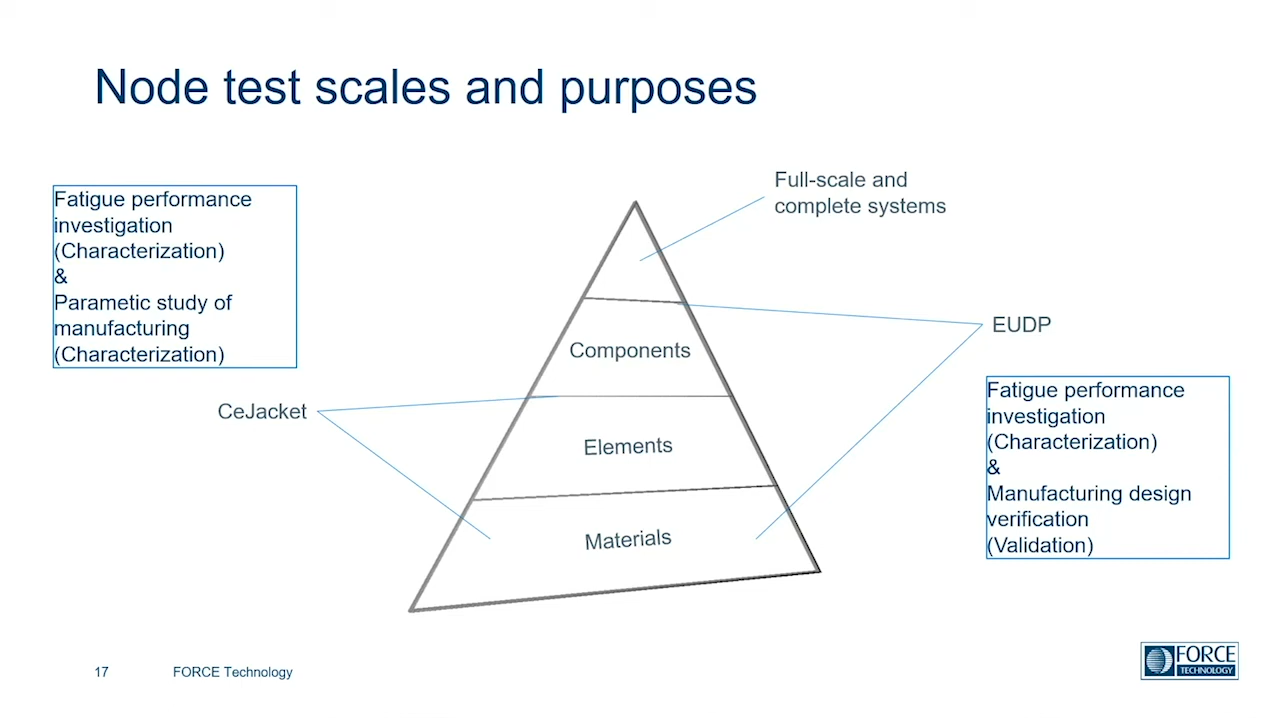 Node test scales and purposes
Fatigue performance
investigation
(Characterization)
&
Parametic study of
manufacturing
(Characterization)
Full-scale and
complete systems
EUDP
Components
CeJacket
Elements
Materials
Fatigue performance
investigation
(Characterization)
&
Manufacturing design
verification
(Validation)
17
FORCE Technology
FORCE
TECHNOLOGY